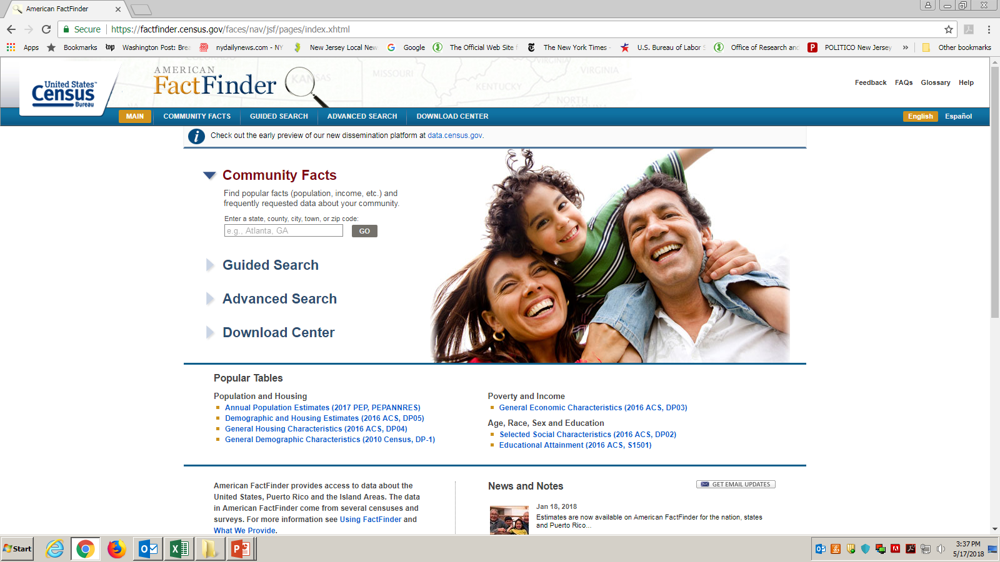 American FactFinder
Secure https://factfinder.census.gov/faces/nav/jsf/pages/index.xhtml
Apps Bookmarks wp Washington Post: Brea nydailynews.com - NY New Jersey Local New Google The Official Web Site f The New York Times - U.S. Bureau of Labor S Office of Research and POLITICO New Jersey » Other bookmarks
United States™
Census
Bureau
AMERICAN
FactFinder
KANSAS
MISSOURI
KENTUCKY
VIRGINIA
NORTH
CAROLINA
Feedback FAQs Glossary Help
MAIN COMMUNITY FACTS GUIDED SEARCH ADVANCED SEARCH DOWNLOAD CENTER English Español
Check out the early preview of our new dissemination platform at data.census.gov.
Community Facts
Find popular facts (population, income, etc.) and
frequently requested data about your community.
Enter a state, county, city, town, or zip code:
e.g., Atlanta, GA GO
Guided Search
Advanced Search
Download Center
Popular Tables
Population and Housing
Annual Population Estimates (2017 PEP, PEPANNRES)
Demographic and Housing Estimates (2016 ACS, DP05)
General Housing Characteristics (2016 ACS, DP04)
General Demographic Characteristics (2010 Census, DP-1)
Poverty and Income
General Economic Characteristics (2016 ACS, DP03)
Age, Race, Sex and Education
Selected Social Characteristics (2016 ACS, DP02)
Educational Attainment (2016 ACS, S1501)
American FactFinder provides access to data about the
United States, Puerto Rico and the Island Areas. The data
in American FactFinder come from several censuses and
surveys. For more information see Using FactFinder and
What We Provide.
News and Notes
GET EMAIL UPDATES
Jan 18, 2018
Estimates are now available on American FactFinder for the nation, states
and Puerto Rico...
Start
3:37 PM
5/17/2018